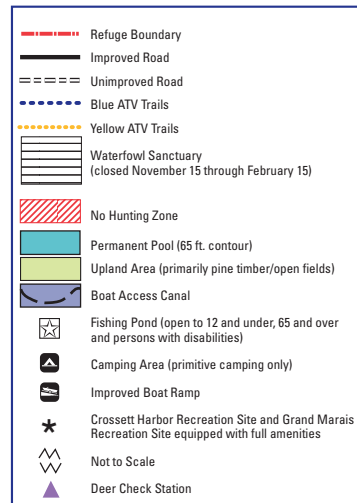 Refuge Boundary
Improved Road
Unimproved Road
Blue ATV Trails
Yellow ATV Trails
Waterfowl Sanctuary
(closed November 15 through February 15)
No Hunting Zone
Permanent Pool (65 ft. contour)
Upland Area (primarily pine timber/open fields)
Boat Access Canal
Fishing Pond (open to 12 and under, 65 and over
and persons with disabilities)
Camping Area (primitive camping only)
Improved Boat Ramp
Crossett Harbor Recreation Site and Grand Marais
Recreation Site equipped with full amenities
Not to Scale
Deer Check Station